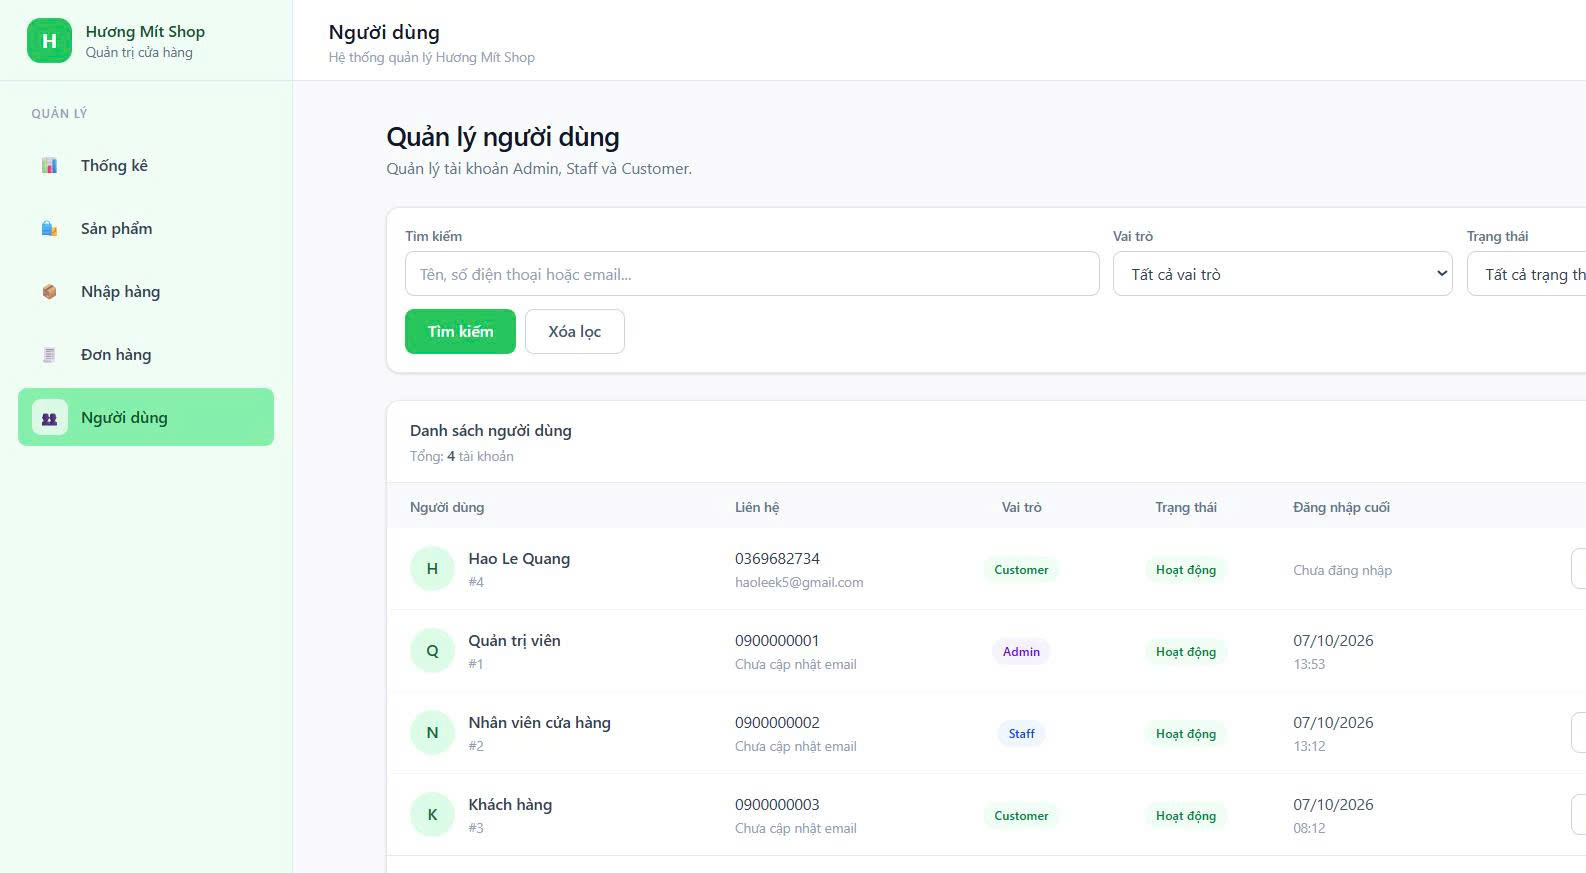 H
Hương Mít Shop
Quản trị cửa hàng
QUẢN LÝ
Thống kê
Sản phẩm
Nhập hàng
Đơn hàng
Người dùng
Người dùng
Hệ thống quản lý Hương Mít Shop
Quản lý người dùng
Quản lý tài khoản Admin, Staff và Customer.
Tìm kiếm Vai trò Trạng thái
Tên, số điện thoại hoặc email... Tất cả vai trò Tất cả trạng th
Tìm kiếm Xóa lọc
Danh sách người dùng
Tổng: 4 tài khoản
Người dùng Liên hệ Vai trò Trạng thái Đăng nhập cuối
H Hao Le Quang 0369682734 Customer Hoạt động Chưa đăng nhập
#4 haoleek5@gmail.com
Q Quản trị viên 0900000001 Admin Hoạt động 07/10/2026
#1 Chưa cập nhật email 13:53
N Nhân viên cửa hàng 0900000002 Staff Hoạt động 07/10/2026
#2 Chưa cập nhật email 13:12
K Khách hàng 0900000003 Customer Hoạt động 07/10/2026
#3 Chưa cập nhật email 08:12